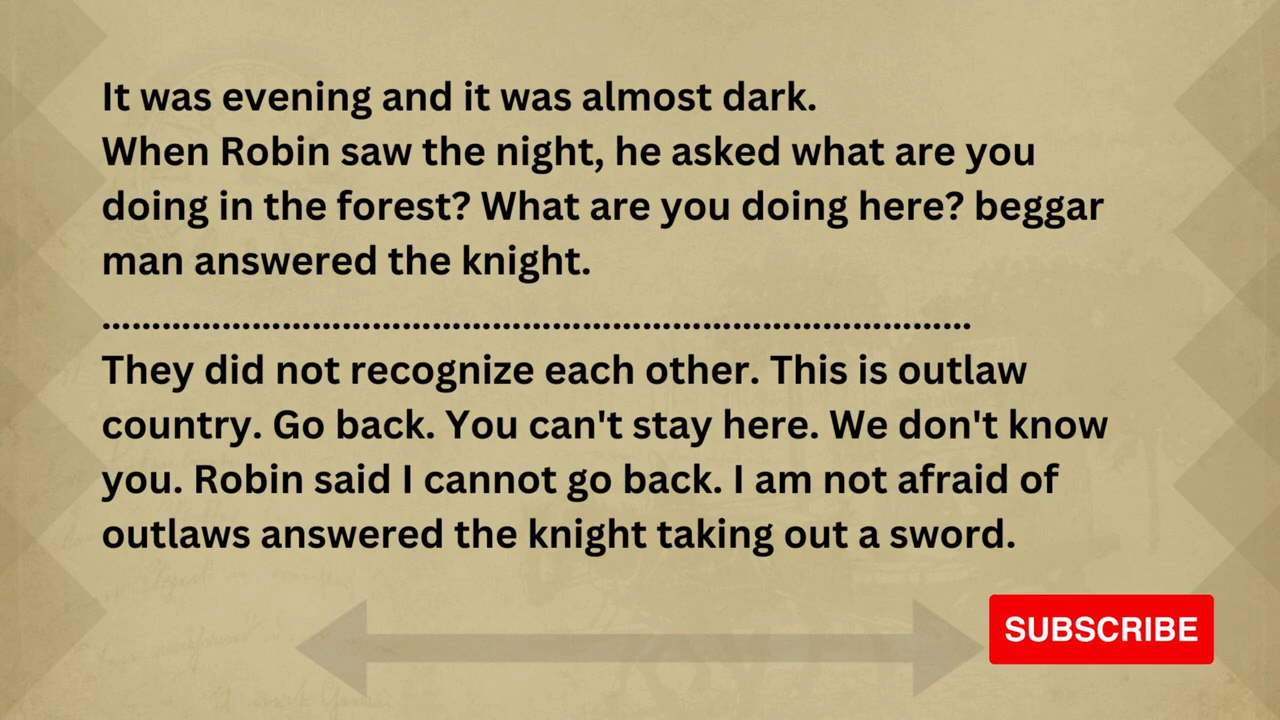 It was evening and it was almost dark.
When Robin saw the night, he asked what are you
doing in the forest? What are you doing here? beggar
man answered the knight.
.......................................................................................
They did not recognize each other. This is outlaw
country. Go back. You can't stay here. We don't know
you. Robin said I cannot go back. I am not afraid of
outlaws answered the knight taking out a sword.
SUBSCRIBE